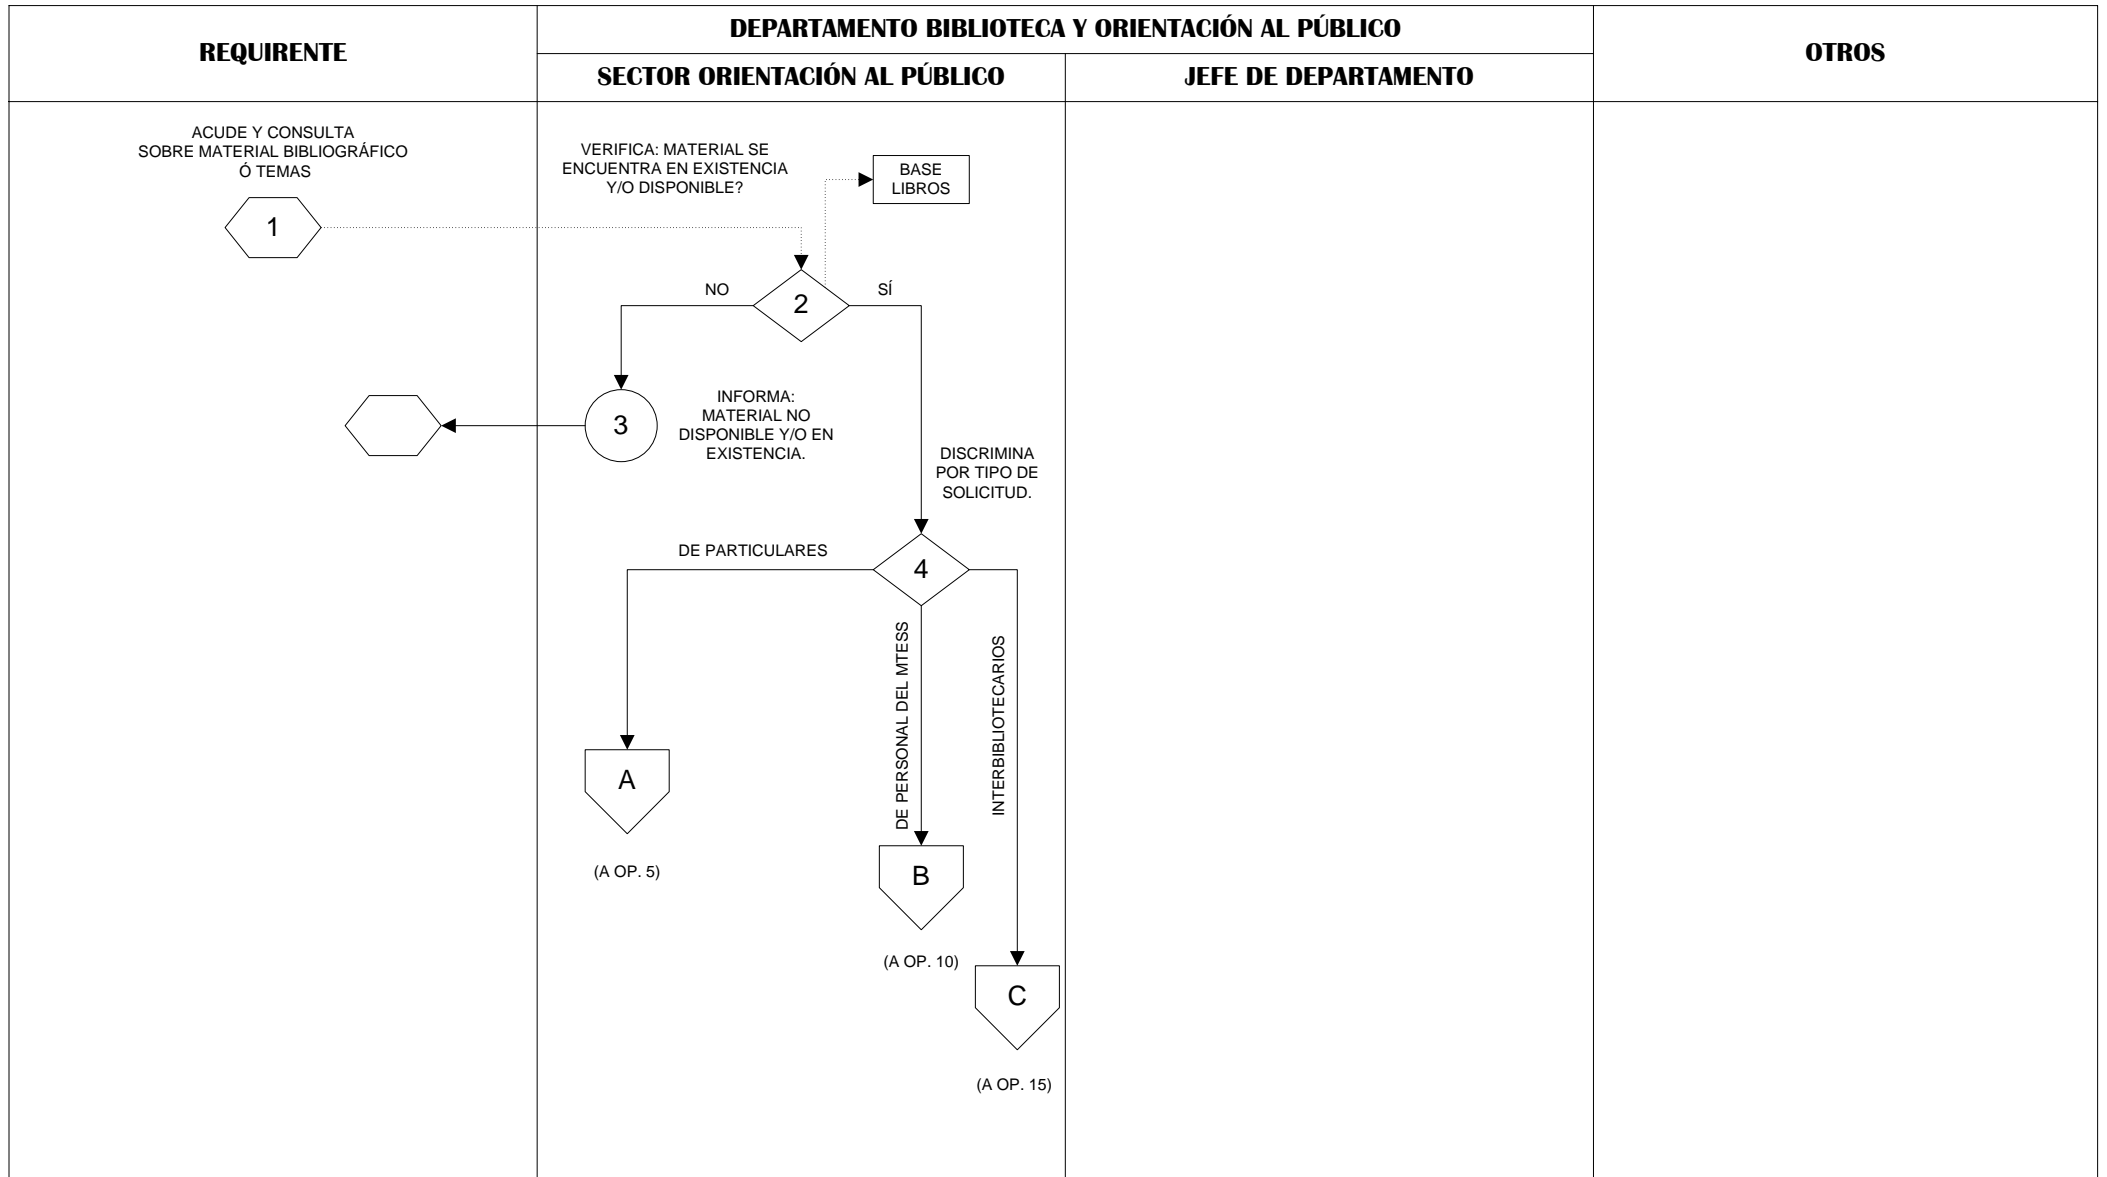 REQUIRENTE
DEPARTAMENTO BIBLIOTECA Y ORIENTACIÓN AL PÚBLICO
SECTOR ORIENTACIÓN AL PÚBLICO
JEFE DE DEPARTAMENTO
OTROS
ACUDE Y CONSULTA
SOBRE MATERIAL BIBLIOGRÁFICO
Ó TEMAS
1
VERIFICA: MATERIAL SE
ENCUENTRA EN EXISTENCIA
Y/O DISPONIBLE?
BASE
LIBROS
NO
2
SÍ
3
INFORMA:
MATERIAL NO
DISPONIBLE Y/O EN
EXISTENCIA.
DISCRIMINA
POR TIPO DE
SOLICITUD.
DE PARTICULARES
4
DE PERSONAL DEL MTESS
INTERBIBLIOTECARIOS
A
(A OP. 5)
B
(A OP. 10)
C
(A OP. 15)